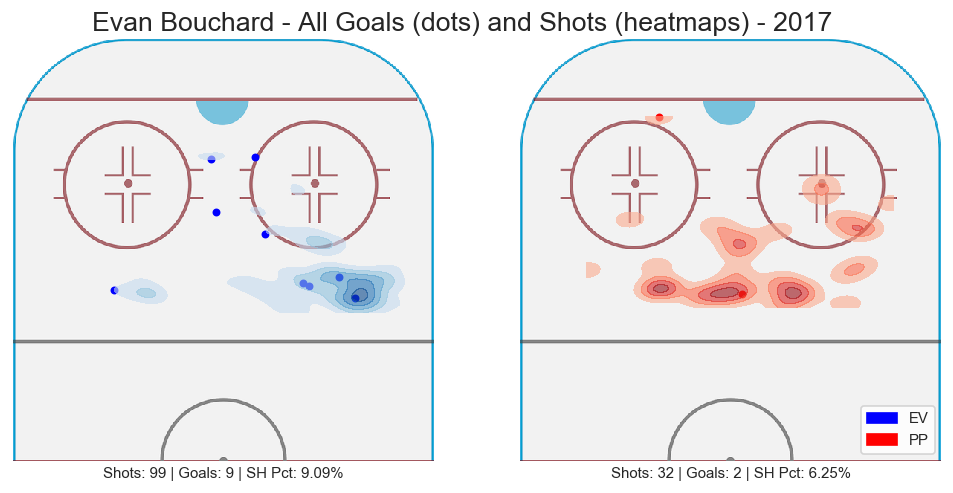 Evan Bouchard - All Goals (dots) and Shots (heatmaps) - 2017
EV
PP
Shots: 99 | Goals: 9 | SH Pct: 9.09%
Shots: 32 | Goals: 2 | SH Pct: 6.25%